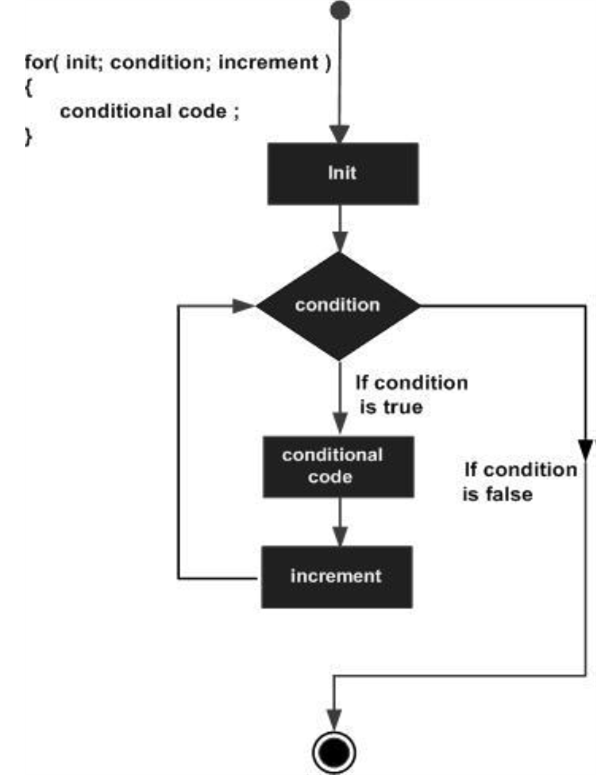 for( init; condition; increment )
{
conditional code ;
}
Init
condition
If condition
is true
conditional
code
If condition
is false
increment